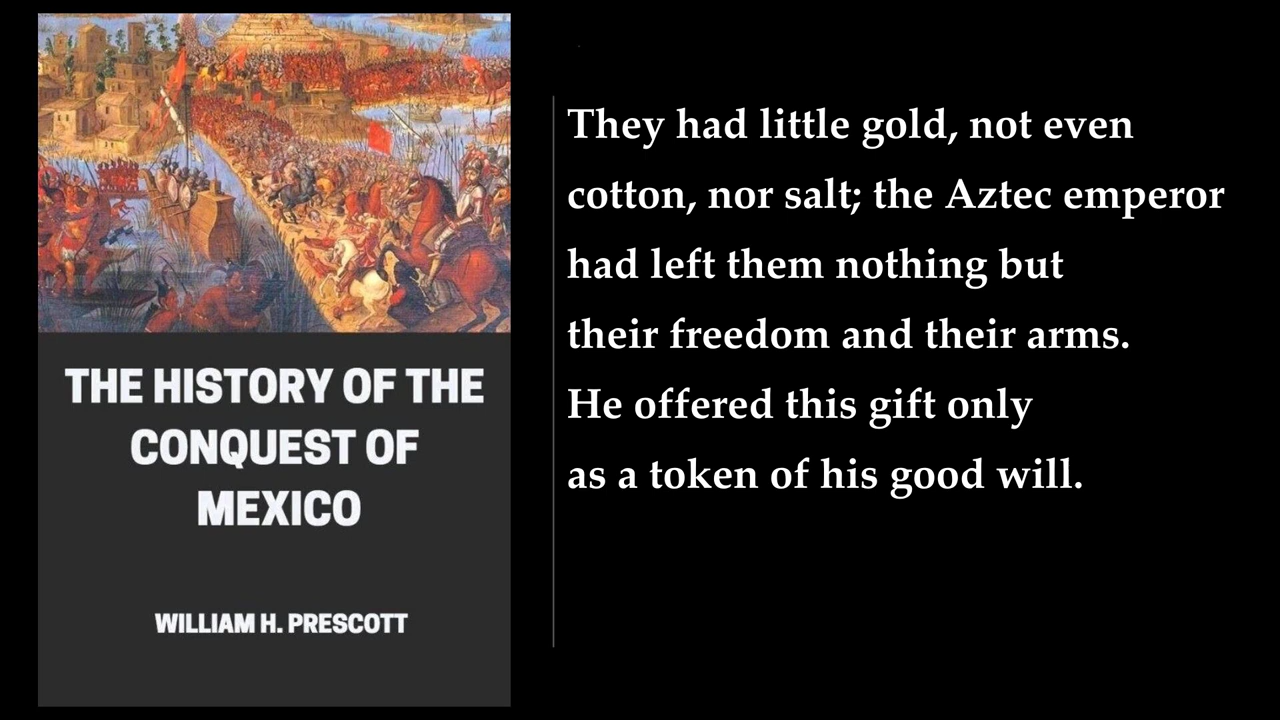 THE HISTORY OF THE
CONQUEST OF
MEXICO
WILLIAM H. PRESCOTT
They had little gold, not even
cotton, nor salt; the Aztec emperor
had left them nothing but
their freedom and their arms.
He offered this gift only
as a token of his good will.